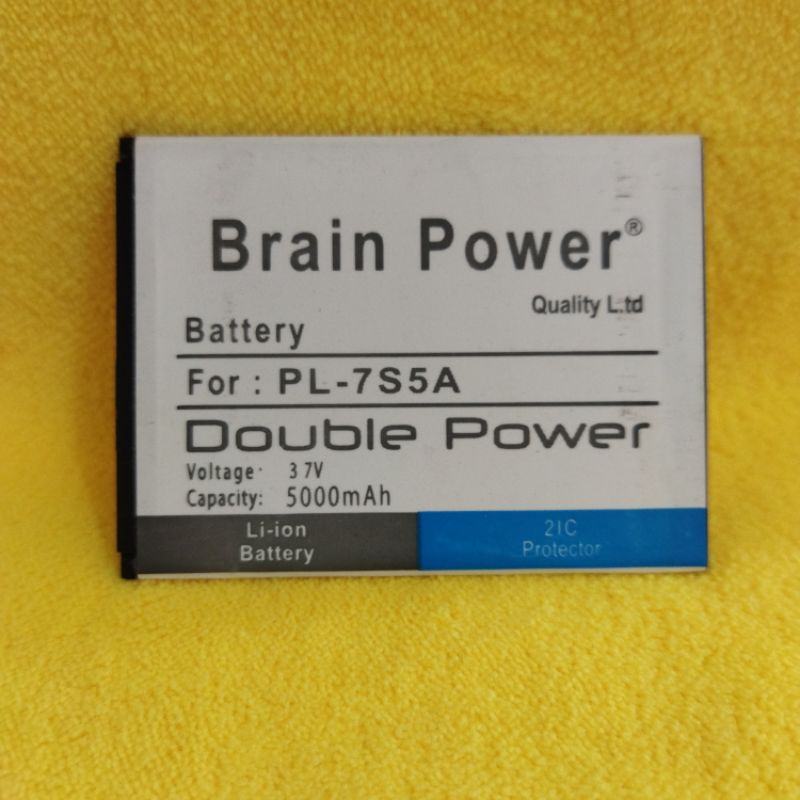 Brain Power®
Quality L.td
Battery
For : PL-7S5A
Double Power
Voltage: 3 7V
Capacity: 5000mAh
Li-ion
Battery
2IC
Protector